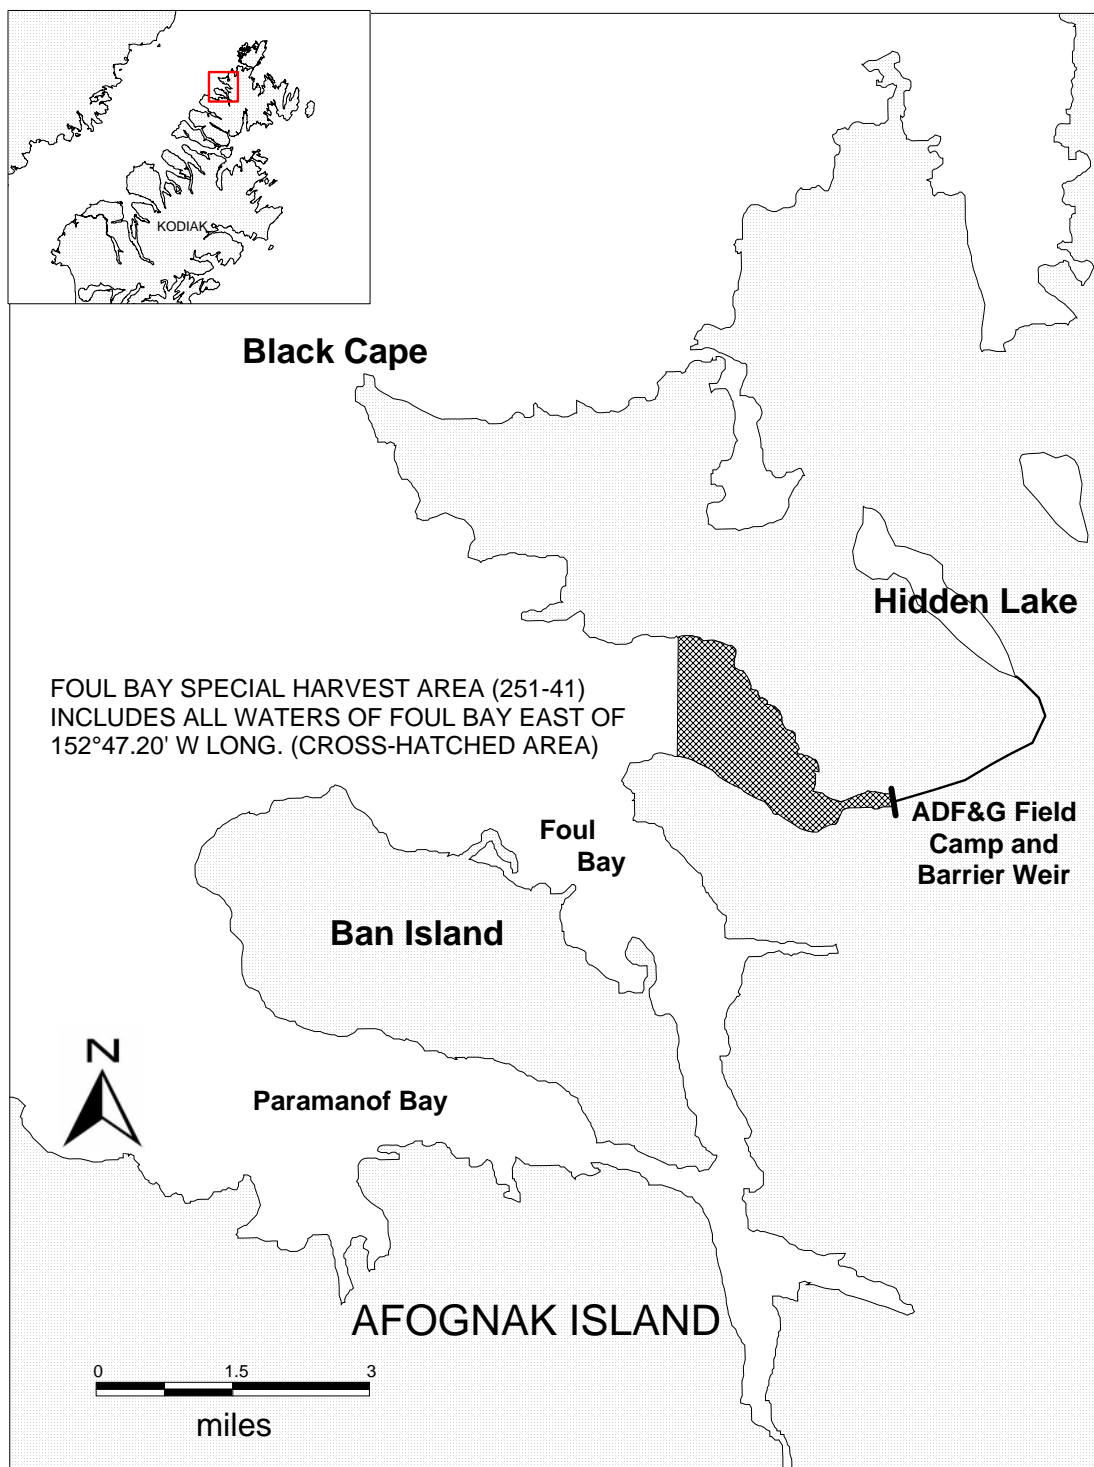 KODIAK
Black Cape
Hidden Lake
FOUL BAY SPECIAL HARVEST AREA (251-41)
INCLUDES ALL WATERS OF FOUL BAY EAST OF
152°47.20' W LONG. (CROSS-HATCHED AREA)
ADF&G Field
Camp and
Barrier Weir
Foul
Bay
Ban Island
N
Paramanof Bay
AFOGNAK ISLAND
0 1.5 3
miles